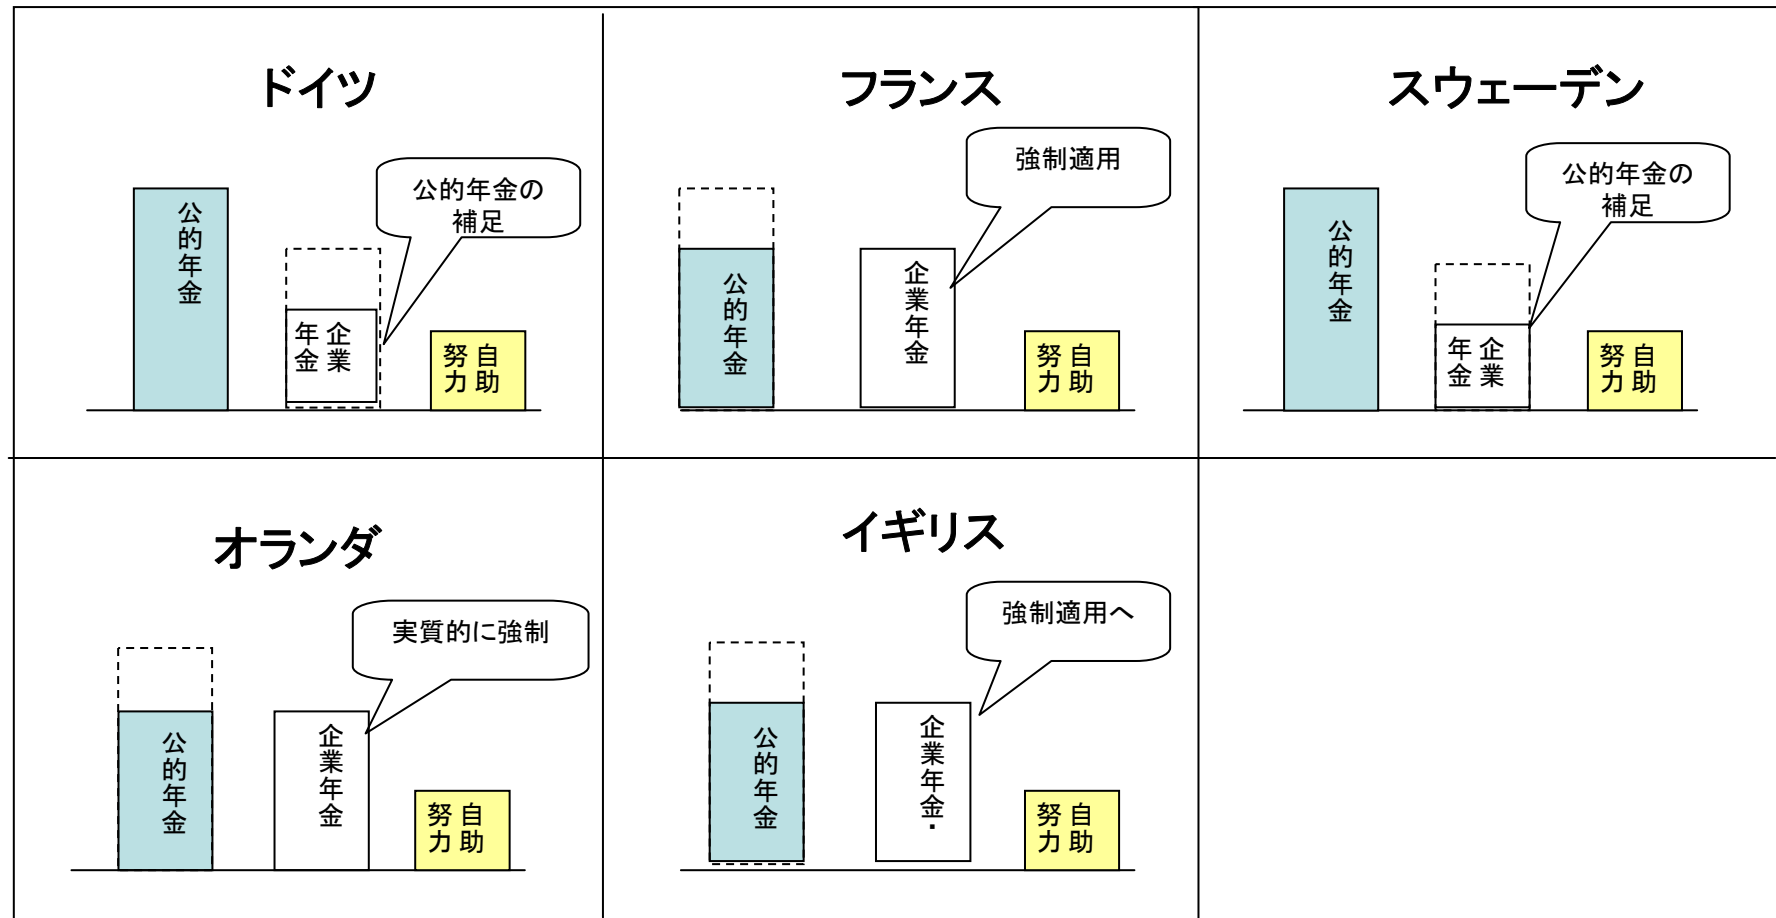 ドイツ
公的年金の
補足
公的年金
企業
年金
自助
努力
フランス
強制適用
公的年金
企業年金
自助
努力
スウェーデン
公的年金の
補足
公的年金
企業
年金
自助
努力
オランダ
実質的に強制
公的年金
企業年金
自助
努力
イギリス
強制適用へ
公的年金
企業年金・
自助
努力